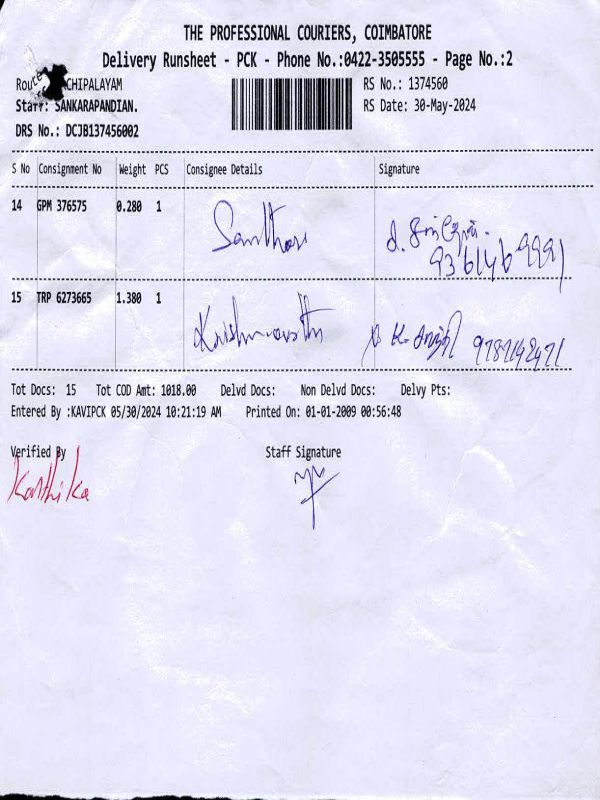 THE PROFESSIONAL COURIERS, COIMBATORE
Delivery Runsheet - PCK - Phone No.:0422-3505555 - Page No.:2
CHIPALAYAM RS No.: 1374560
Staff: SANKARAPANDIAN. RS Date: 30-May-2024
DRS No.: DCJB137456002
S No Consignment No Weight PCS Consignee Details Signature
14 GPM 376575 0.280 1
15 TRP 6273665 1.380 1
Tot Docs: 15 Tot COD Amt: 1018.00 Delvd Docs: Non Delvd Docs: Delvy Pts:
Entered By :KAVIPCK 05/30/2024 10:21:19 AM Printed On: 01-01-2009 00:56:48
Verified By Staff Signature
Karthika